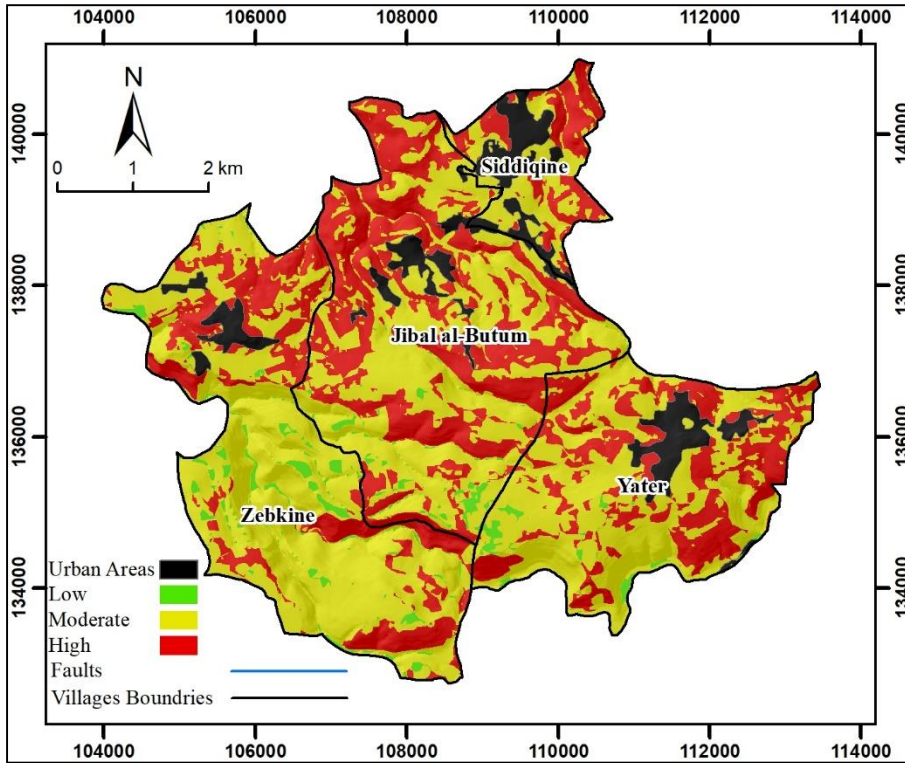 104000 106000 108000 110000 112000 114000
N
0 1 2 km
140000 140000
Siddiqine
138000 138000
Jibal al-Butum
136000 136000
Yater
Zebkine
134000 134000
Urban Areas
Low
Moderate
High
Faults
Villages Boundries
104000 106000 108000 110000 112000 114000